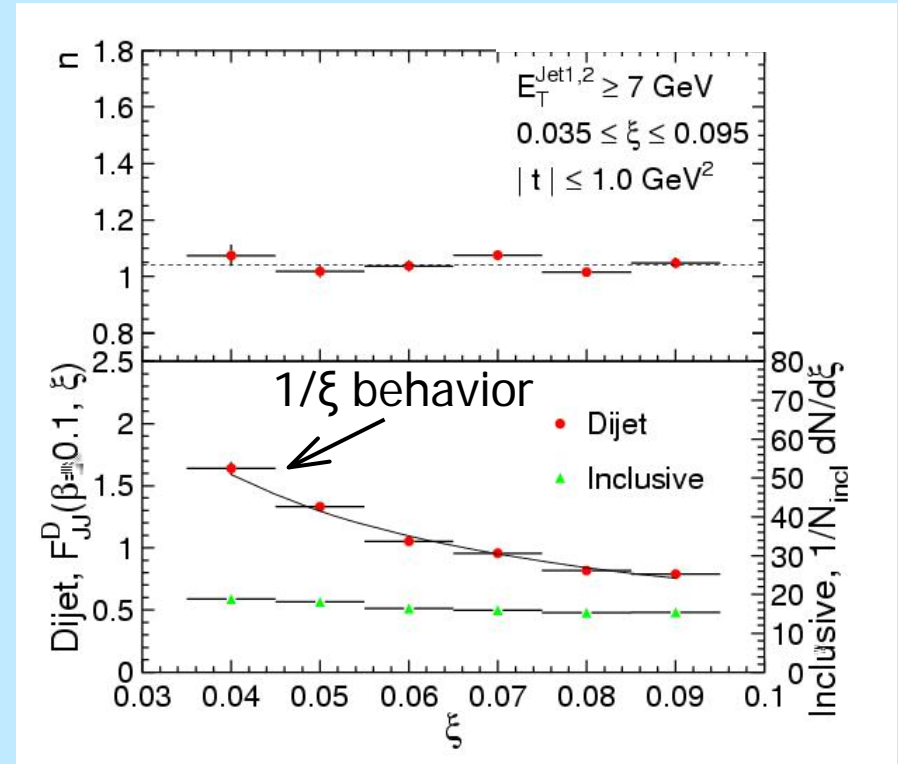 n
1.8
1.6
1.4
1.2
1
0.8
E_T^Jet1,2 ≥ 7 GeV
0.035 ≤ ξ ≤ 0.095
| t | ≤ 1.0 GeV²
Dijet, F^D_JJ(β=0.1, ξ)
2.5
2
1.5
1
0.5
0
1/ξ behavior
Dijet
Inclusive
80
70
60
50
40
30
20
10
0
Inclusive, 1/N_incl dN/dξ
0.03 0.04 0.05 0.06 0.07 0.08 0.09 0.1
ξ